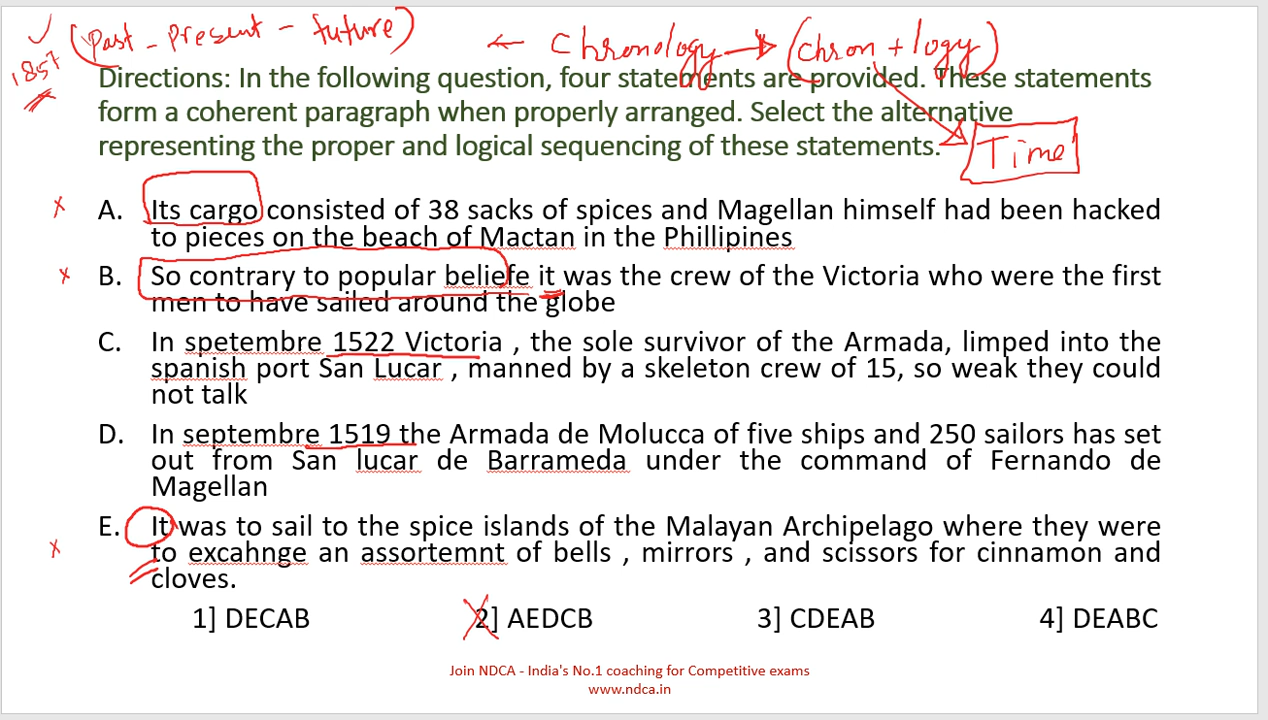 (Past - Present - future)
← Chronology → (chron + logy)
1857
Directions: In the following question, four statements are provided. These statements
form a coherent paragraph when properly arranged. Select the alternative
representing the proper and logical sequencing of these statements.
Time
A. Its cargo consisted of 38 sacks of spices and Magellan himself had been hacked
to pieces on the beach of Mactan in the Phillipines
B. So contrary to popular beliefe it was the crew of the Victoria who were the first
men to have sailed around the globe
C. In spetembre 1522 Victoria , the sole survivor of the Armada, limped into the
spanish port San Lucar , manned by a skeleton crew of 15, so weak they could
not talk
D. In septembre 1519 the Armada de Molucca of five ships and 250 sailors has set
out from San lucar de Barrameda under the command of Fernando de
Magellan
E. It was to sail to the spice islands of the Malayan Archipelago where they were
to excahnge an assortemnt of bells , mirrors , and scissors for cinnamon and
cloves.
1] DECAB 2] AEDCB 3] CDEAB 4] DEABC
Join NDCA - India's No.1 coaching for Competitive exams
www.ndca.in